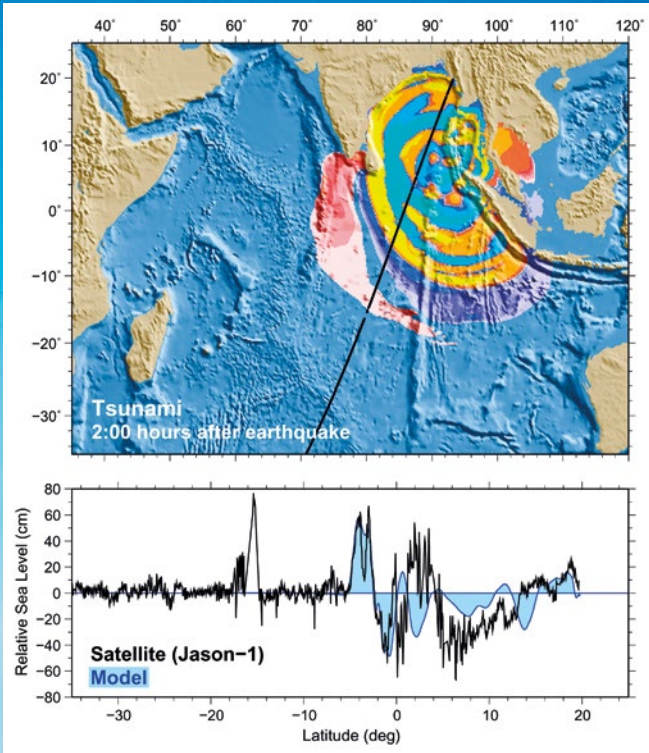 40° 50° 60° 70° 80° 90° 100° 110° 120°
20°
10°
0°
−10°
−20°
−30°
Tsunami
2:00 hours after earthquake
80
60
40
20
0
−20
−40
−60
−80
Relative Sea Level (cm)
Satellite (Jason−1)
Model
−30 −20 −10 0 10 20
Latitude (deg)